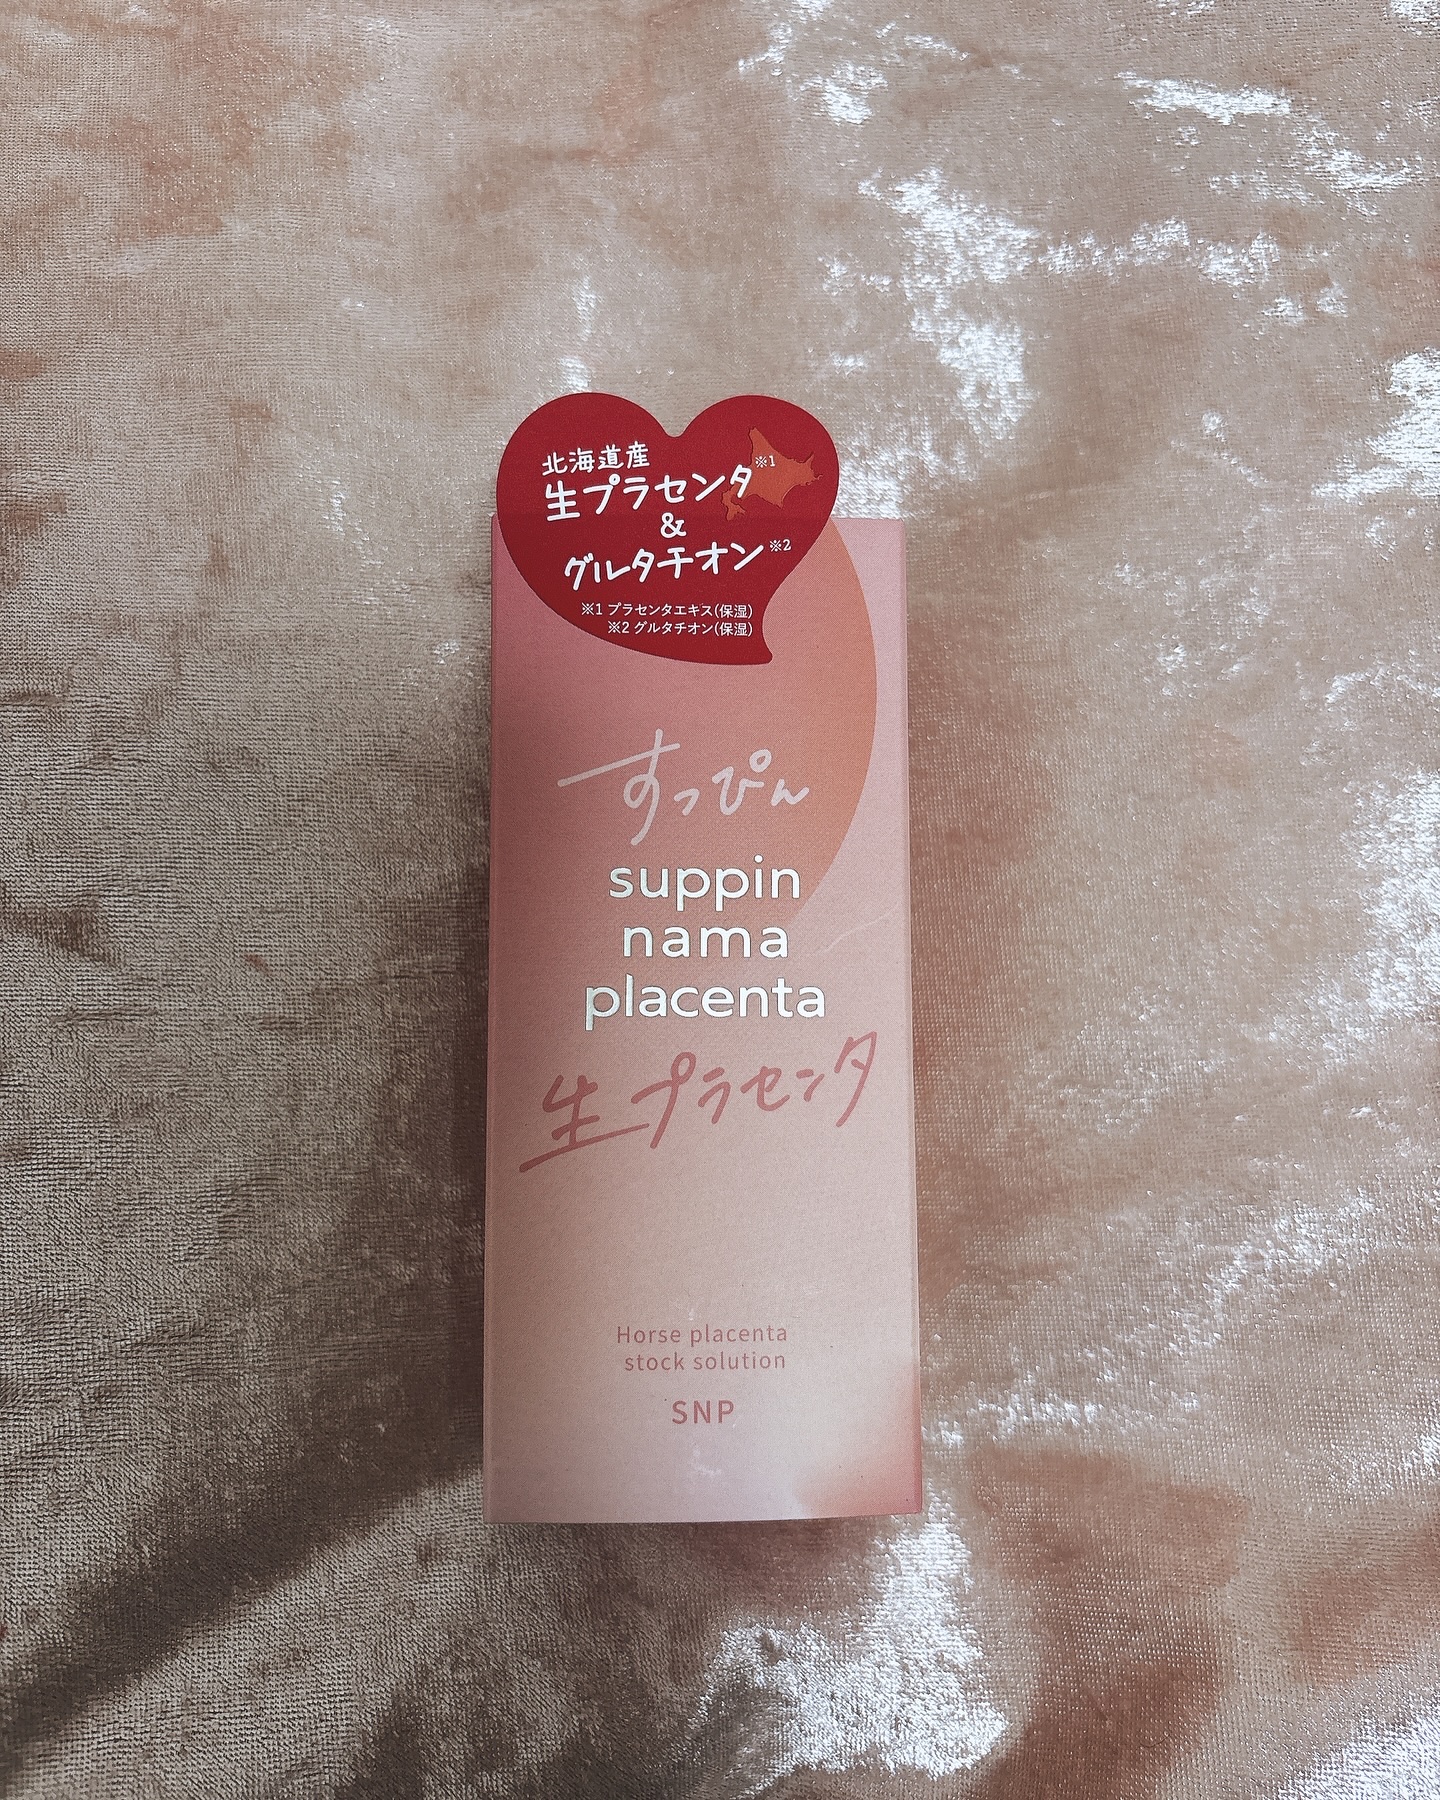 北海道産
生プラセンタ※1
&
グルタチオン※2
※1 プラセンタエキス(保湿)
※2 グルタチオン(保湿)
すっぴん
suppin
nama
placenta
生プラセンタ
Horse placenta
stock solution
SNP